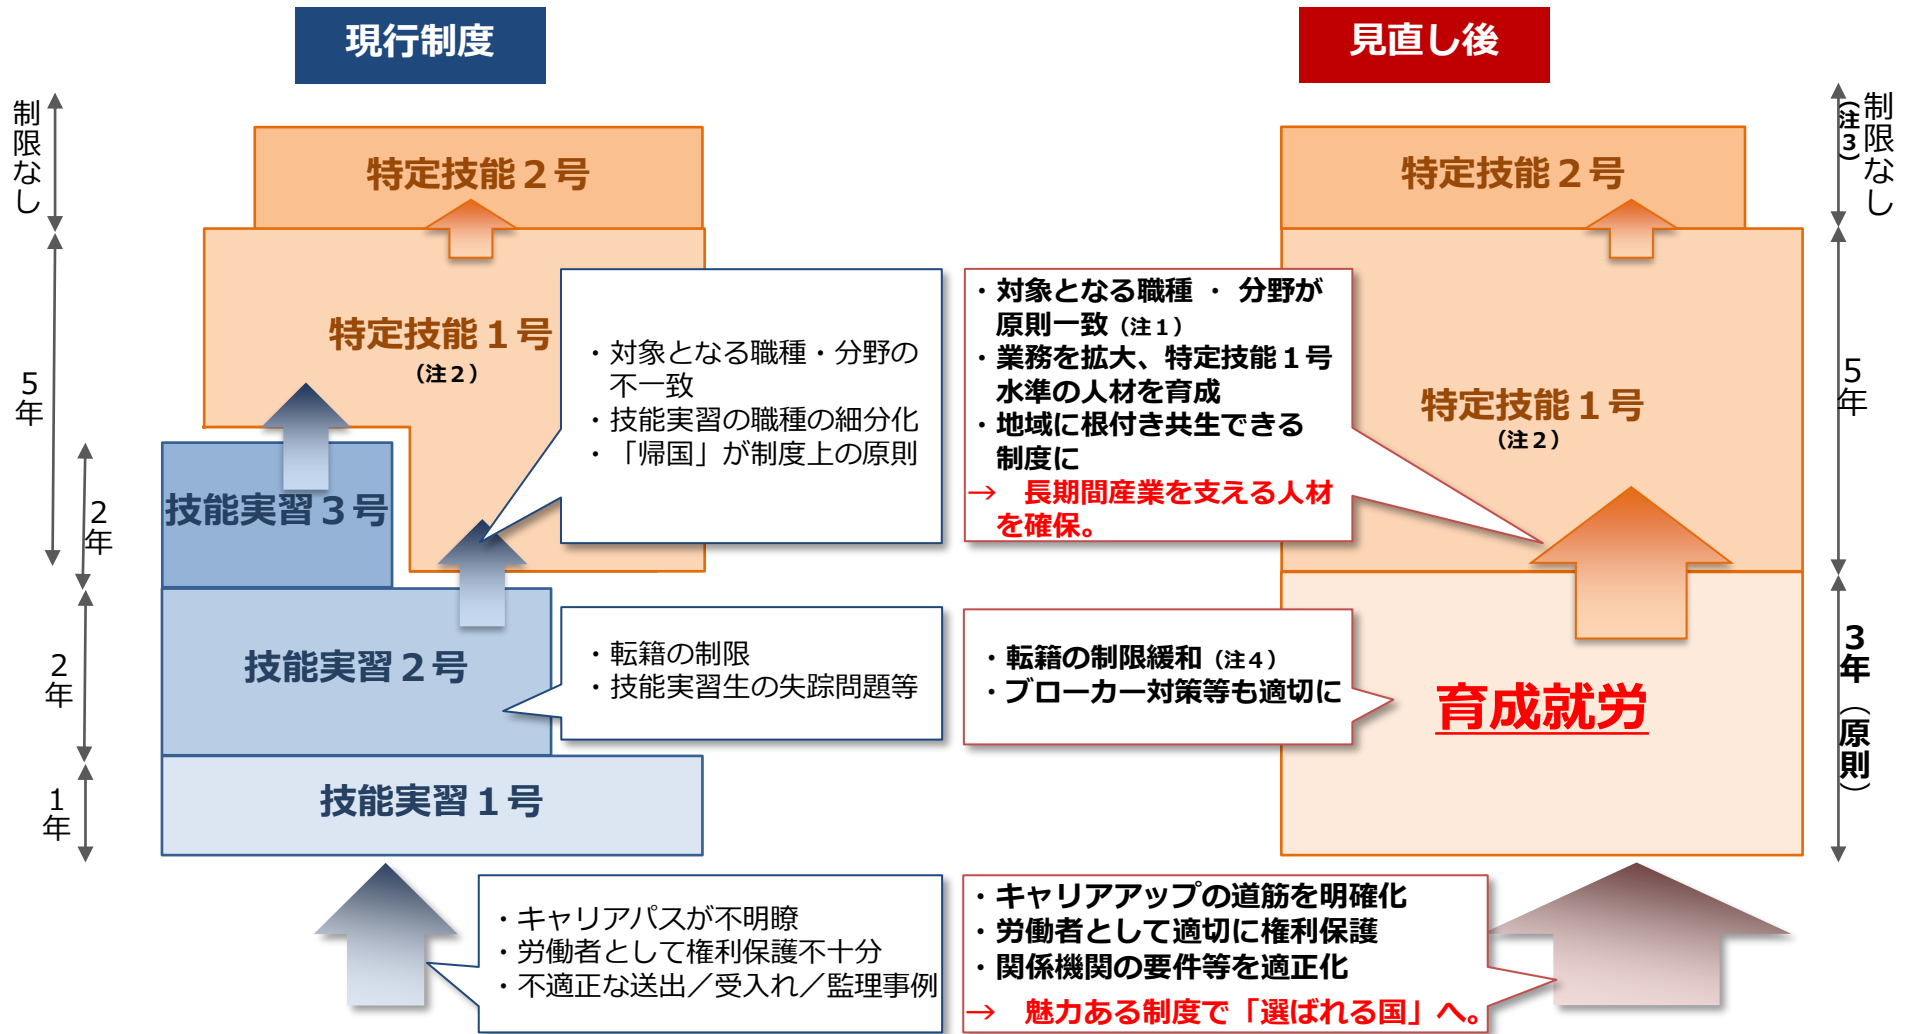 現行制度
見直し後
制限なし
5年
2年
2年
1年
特定技能２号
特定技能１号
（注２）
技能実習３号
技能実習２号
技能実習１号
・対象となる職種・分野の
不一致
・技能実習の職種の細分化
・「帰国」が制度上の原則
・転籍の制限
・技能実習生の失踪問題等
・キャリアパスが不明瞭
・労働者として権利保護不十分
・不適正な送出／受入れ／監理事例
・対象となる職種 ・ 分野が
原則一致（注１）
・業務を拡大、特定技能１号
水準の人材を育成
・地域に根付き共生できる
制度に
→ 長期間産業を支える人材
を確保。
・転籍の制限緩和（注４）
・ブローカー対策等も適切に
・キャリアアップの道筋を明確化
・労働者として適切に権利保護
・関係機関の要件等を適正化
→ 魅力ある制度で「選ばれる国」へ。
特定技能２号
特定技能１号
（注２）
育成就労
制限なし
（注３）
5年
３年（原則）